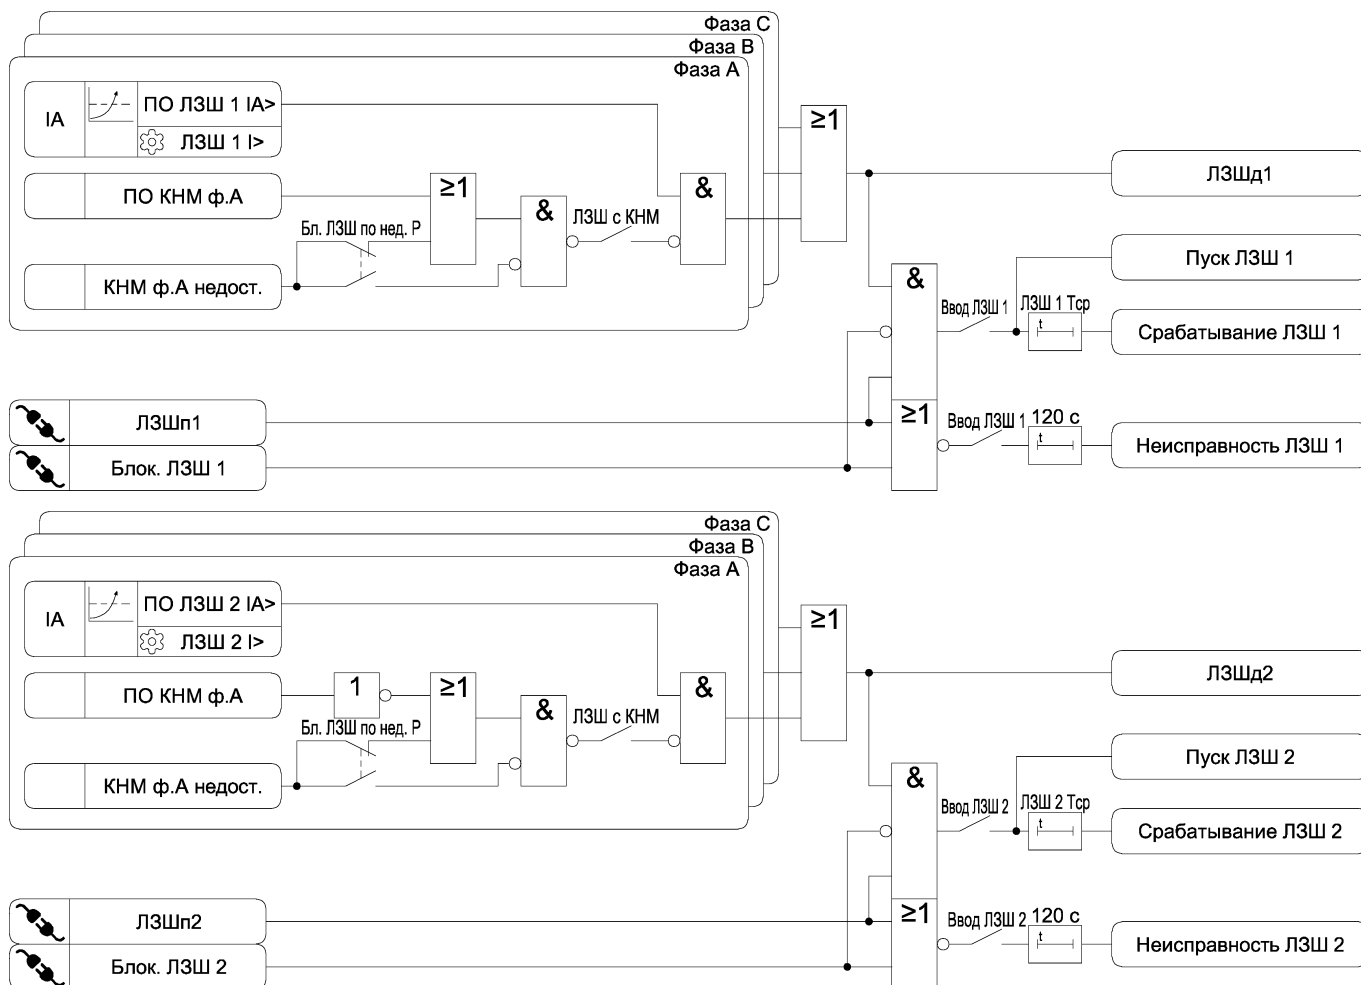 Фаза C
Фаза B
Фаза A
IA
ПО ЛЗШ 1 IA>
ЛЗШ 1 I>
≥1
ПО КНМ ф.А
≥1
&
ЛЗШ с КНМ
&
Бл. ЛЗШ по нед. Р
КНМ ф.А недост.
ЛЗШд1
&
Пуск ЛЗШ 1
Ввод ЛЗШ 1
ЛЗШ 1 Тср
t
Срабатывание ЛЗШ 1
ЛЗШп1
≥1
Ввод ЛЗШ 1
120 с
t
Неисправность ЛЗШ 1
Блок. ЛЗШ 1
Фаза C
Фаза B
Фаза A
IA
ПО ЛЗШ 2 IA>
ЛЗШ 2 I>
≥1
ПО КНМ ф.А
1
≥1
&
ЛЗШ с КНМ
&
Бл. ЛЗШ по нед. Р
КНМ ф.А недост.
ЛЗШд2
&
Пуск ЛЗШ 2
Ввод ЛЗШ 2
ЛЗШ 2 Тср
t
Срабатывание ЛЗШ 2
ЛЗШп2
≥1
Ввод ЛЗШ 2
120 с
t
Неисправность ЛЗШ 2
Блок. ЛЗШ 2